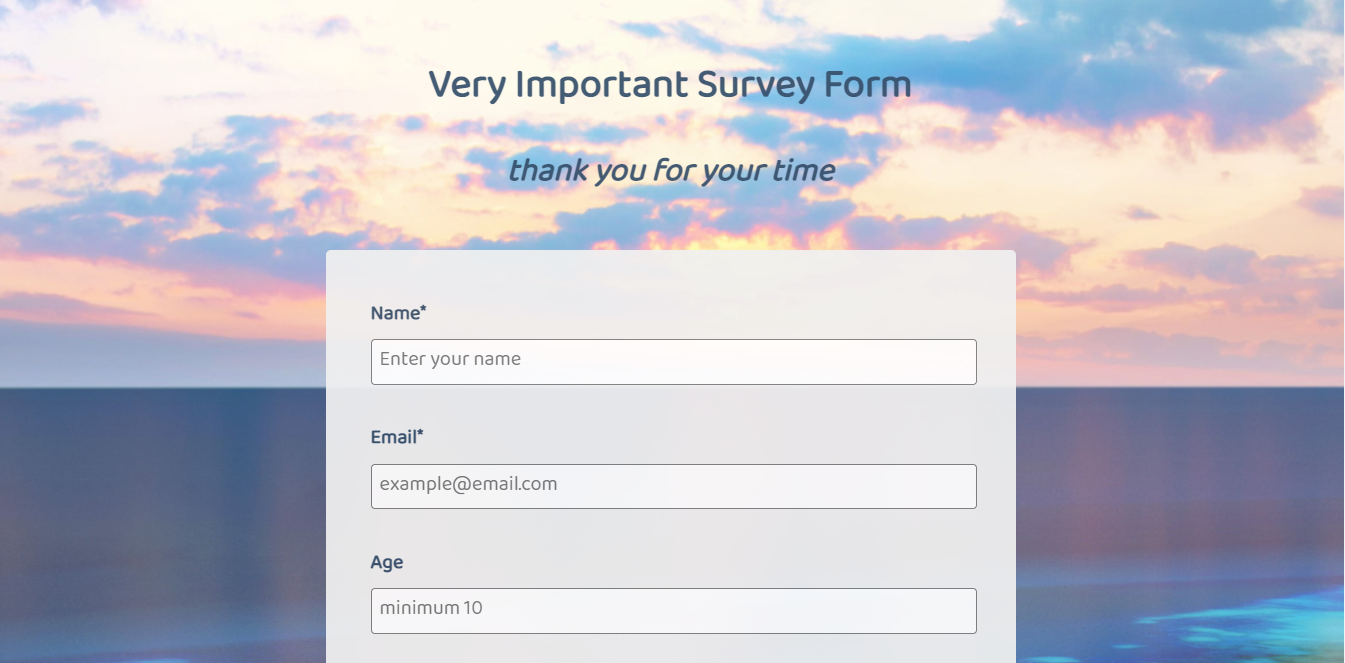 Very Important Survey Form
thank you for your time
Name*
Enter your name
Email*
example@email.com
Age
minimum 10